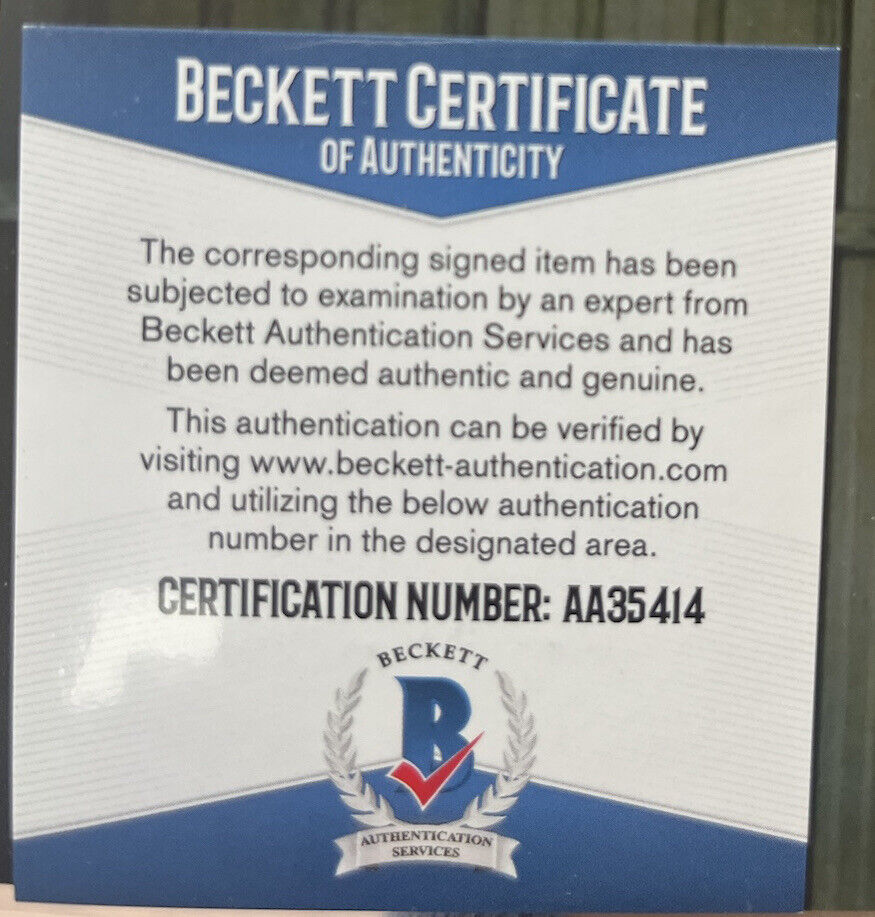 BECKETT CERTIFICATE
OF AUTHENTICITY
The corresponding signed item has been
subjected to examination by an expert from
Beckett Authentication Services and has
been deemed authentic and genuine.
This authentication can be verified by
visiting www.beckett-authentication.com
and utilizing the below authentication
number in the designated area.
CERTIFICATION NUMBER: AA35414
BECKETT
B
AUTHENTICATION
SERVICES